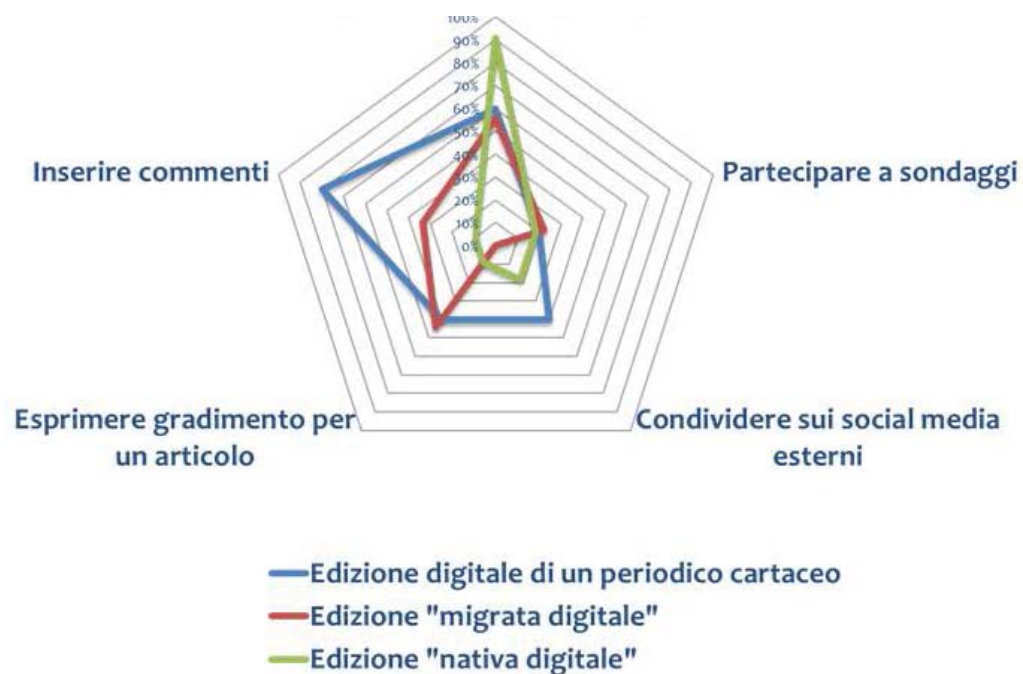 100%
90%
80%
70%
60%
50%
40%
30%
20%
10%
0%
Inserire commenti
Partecipare a sondaggi
Esprimere gradimento per
un articolo
Condividere sui social media
esterni
Edizione digitale di un periodico cartaceo
Edizione "migrata digitale"
Edizione "nativa digitale"